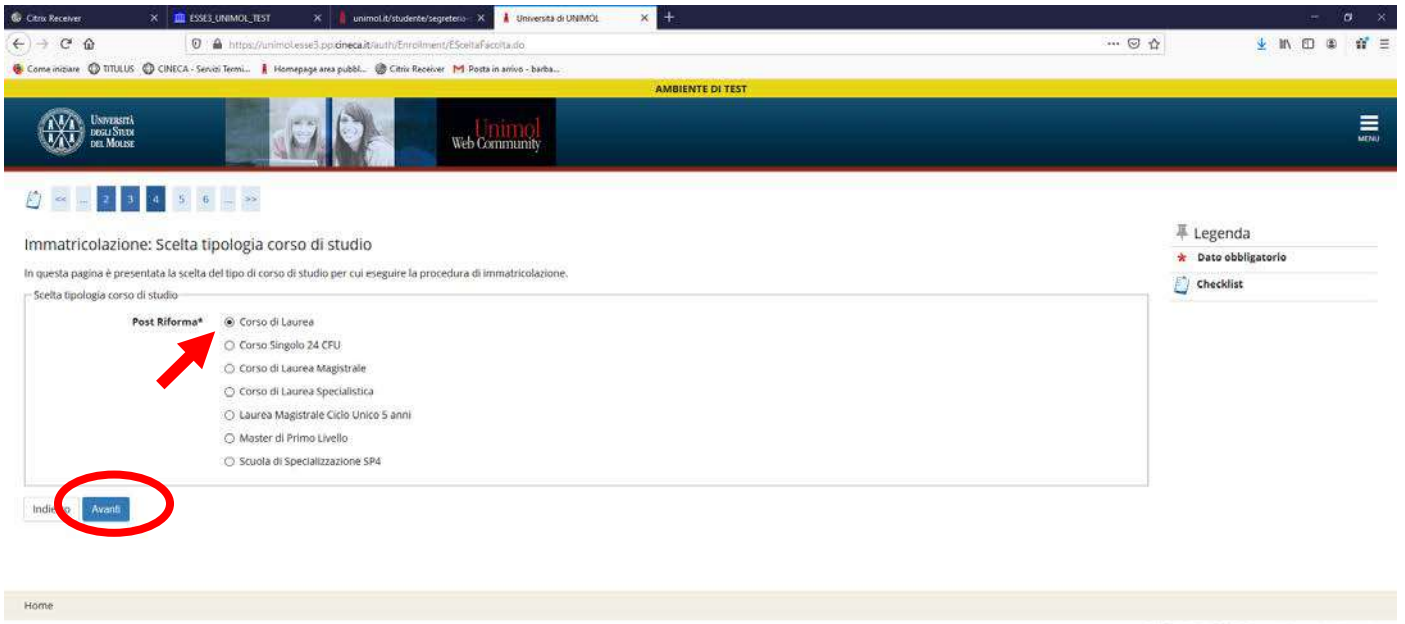 Citrix Receiver
ESSE3_UNIMOL_TEST
unimol.it/studente/segreterio-
Università di UNIMOL
https://unimol.esse3.pp.cineca.it/auth/Enrollment/ESceltaFacolta.do
Come iniziare
TITULUS
CINECA - Servizi Termi...
Homepage area pubbl...
Citrix Receiver
Posta in arrivo - barba...
AMBIENTE DI TEST
UNIVERSITÀ
DEGLI STUDI
DEL MOLISE
Unimol
Web Community
MENU
<< ... 2 3 4 5 6 ... >>
Immatricolazione: Scelta tipologia corso di studio
In questa pagina è presentata la scelta del tipo di corso di studio per cui eseguire la procedura di immatricolazione.
Scelta tipologia corso di studio
Post Riforma*
Corso di Laurea
Corso Singolo 24 CFU
Corso di Laurea Magistrale
Corso di Laurea Specialistica
Laurea Magistrale Ciclo Unico 5 anni
Master di Primo Livello
Scuola di Specializzazione SP4
Indietro
Avanti
Legenda
* Dato obbligatorio
Checklist
Home